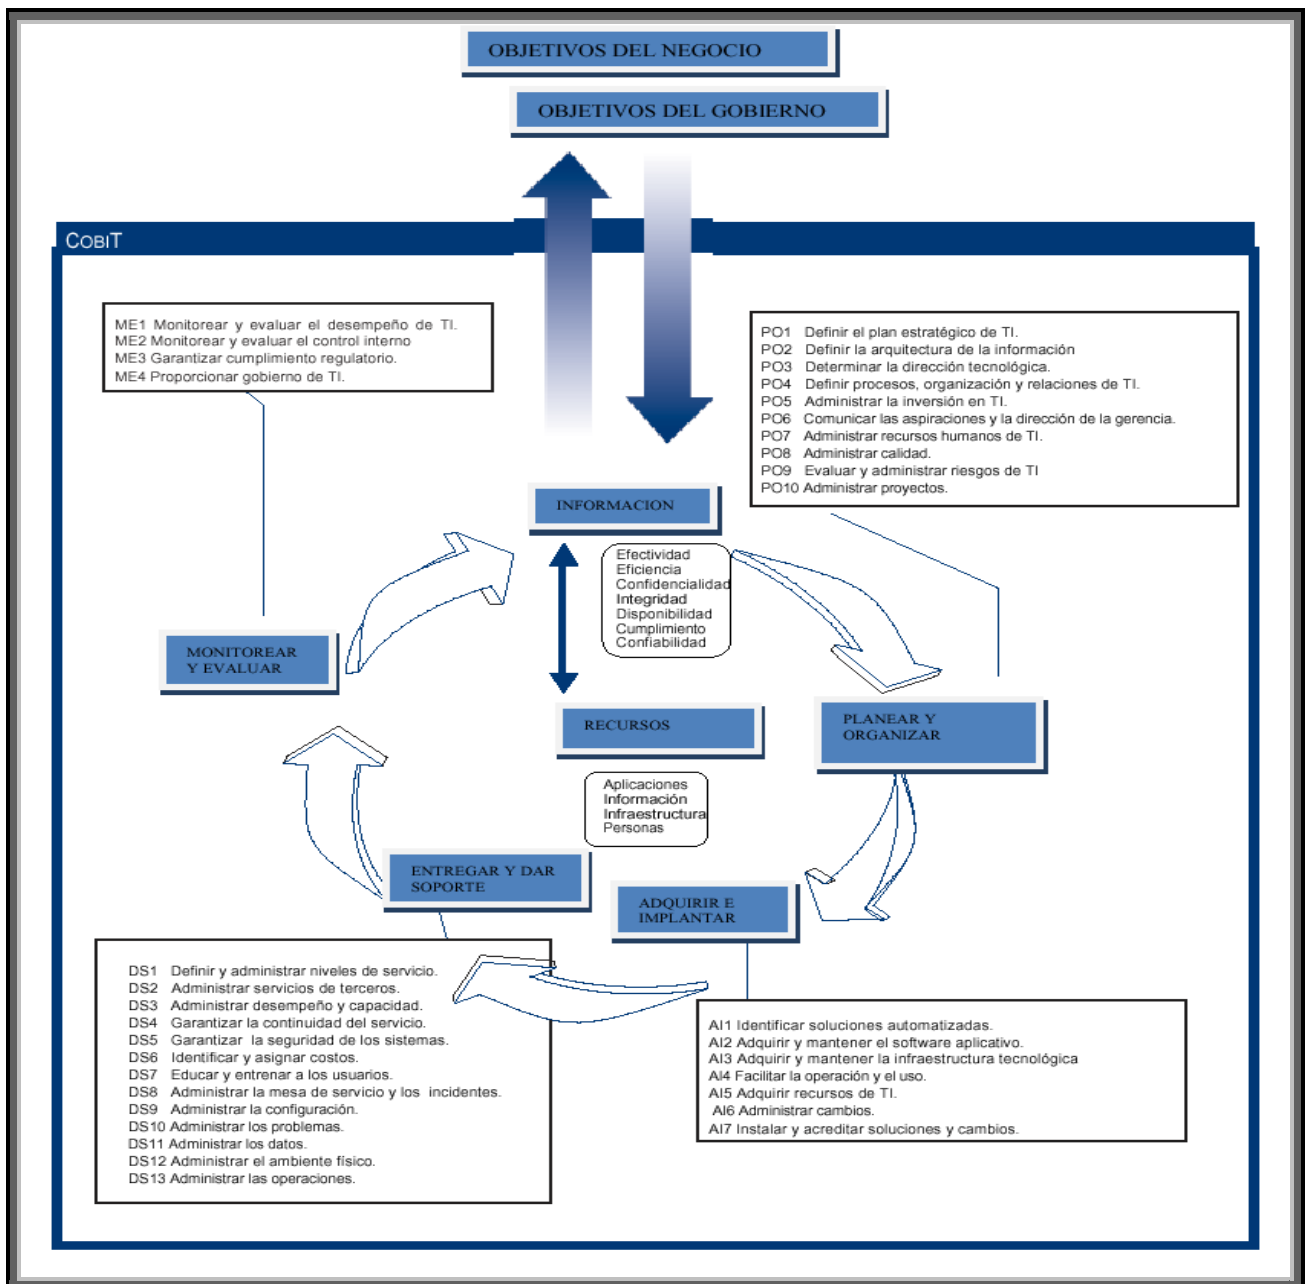 OBJETIVOS DEL NEGOCIO
OBJETIVOS DEL GOBIERNO
COBIT
ME1 Monitorear y evaluar el desempeño de TI.
ME2 Monitorear y evaluar el control interno
ME3 Garantizar cumplimiento regulatorio.
ME4 Proporcionar gobierno de TI.
PO1 Definir el plan estratégico de TI.
PO2 Definir la arquitectura de la información
PO3 Determinar la dirección tecnológica.
PO4 Definir procesos, organización y relaciones de TI.
PO5 Administrar la inversión en TI.
PO6 Comunicar las aspiraciones y la dirección de la gerencia.
PO7 Administrar recursos humanos de TI.
PO8 Administrar calidad.
PO9 Evaluar y administrar riesgos de TI
PO10 Administrar proyectos.
INFORMACION
Efectividad
Eficiencia
Confidencialidad
Integridad
Disponibilidad
Cumplimiento
Confiabilidad
MONITOREAR
Y EVALUAR
RECURSOS
PLANEAR Y
ORGANIZAR
Aplicaciones
Información
Infraestructura
Personas
ENTREGAR Y DAR
SOPORTE
ADQUIRIR E
IMPLANTAR
DS1 Definir y administrar niveles de servicio.
DS2 Administrar servicios de terceros.
DS3 Administrar desempeño y capacidad.
DS4 Garantizar la continuidad del servicio.
DS5 Garantizar la seguridad de los sistemas.
DS6 Identificar y asignar costos.
DS7 Educar y entrenar a los usuarios.
DS8 Administrar la mesa de servicio y los incidentes.
DS9 Administrar la configuración.
DS10 Administrar los problemas.
DS11 Administrar los datos.
DS12 Administrar el ambiente físico.
DS13 Administrar las operaciones.
AI1 Identificar soluciones automatizadas.
AI2 Adquirir y mantener el software aplicativo.
AI3 Adquirir y mantener la infraestructura tecnológica
AI4 Facilitar la operación y el uso.
AI5 Adquirir recursos de TI.
AI6 Administrar cambios.
AI7 Instalar y acreditar soluciones y cambios.